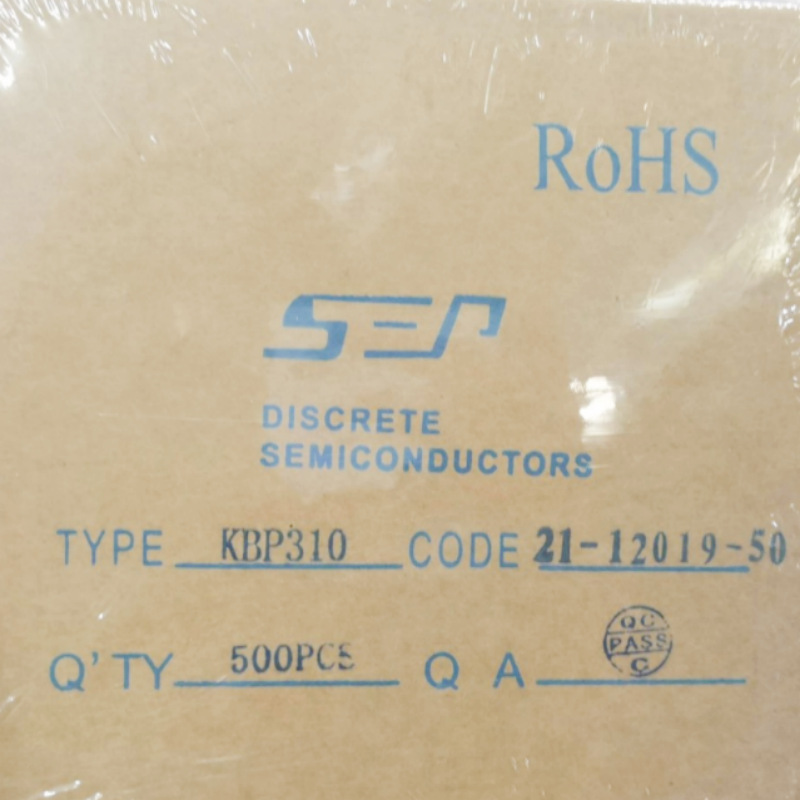 RoHS
SEP
DISCRETE
SEMICONDUCTORS
TYPE KBP310 CODE 21-12019-50
Q'TY 500PCS Q A
QC
PASS
C